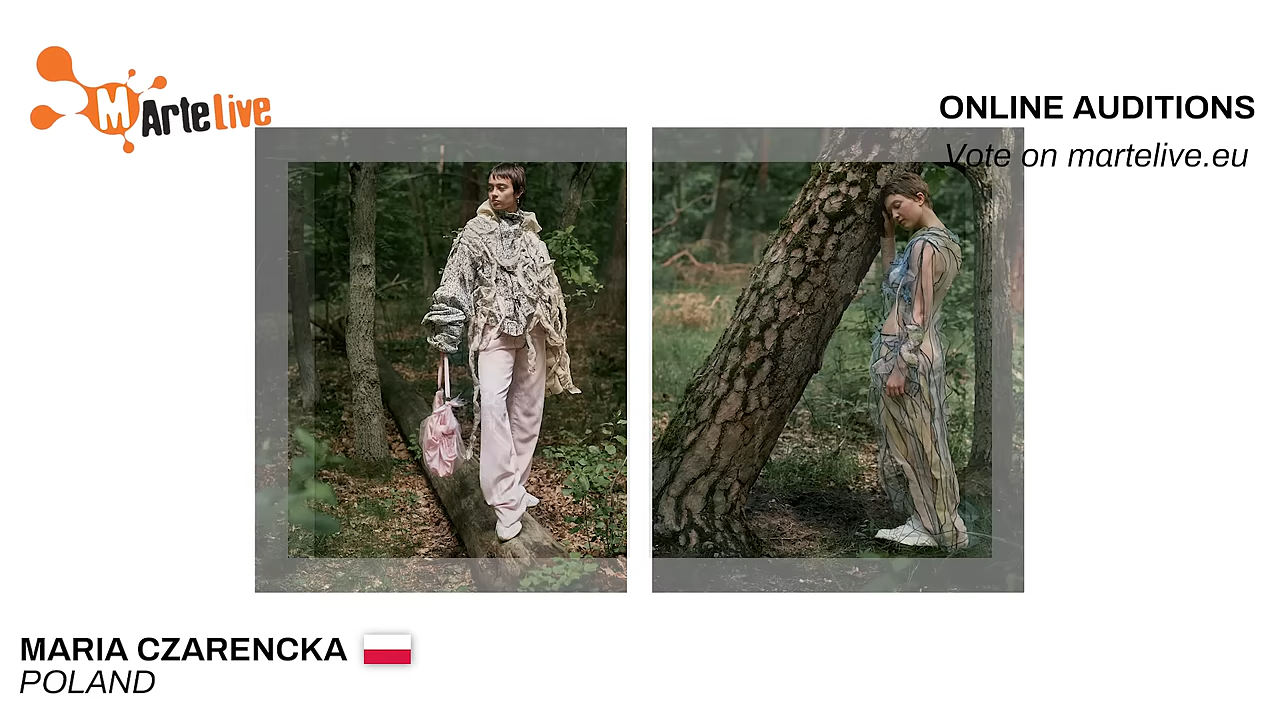 MArteLive
ONLINE AUDITIONS
Vote on martelive.eu
MARIA CZARENCKA
POLAND